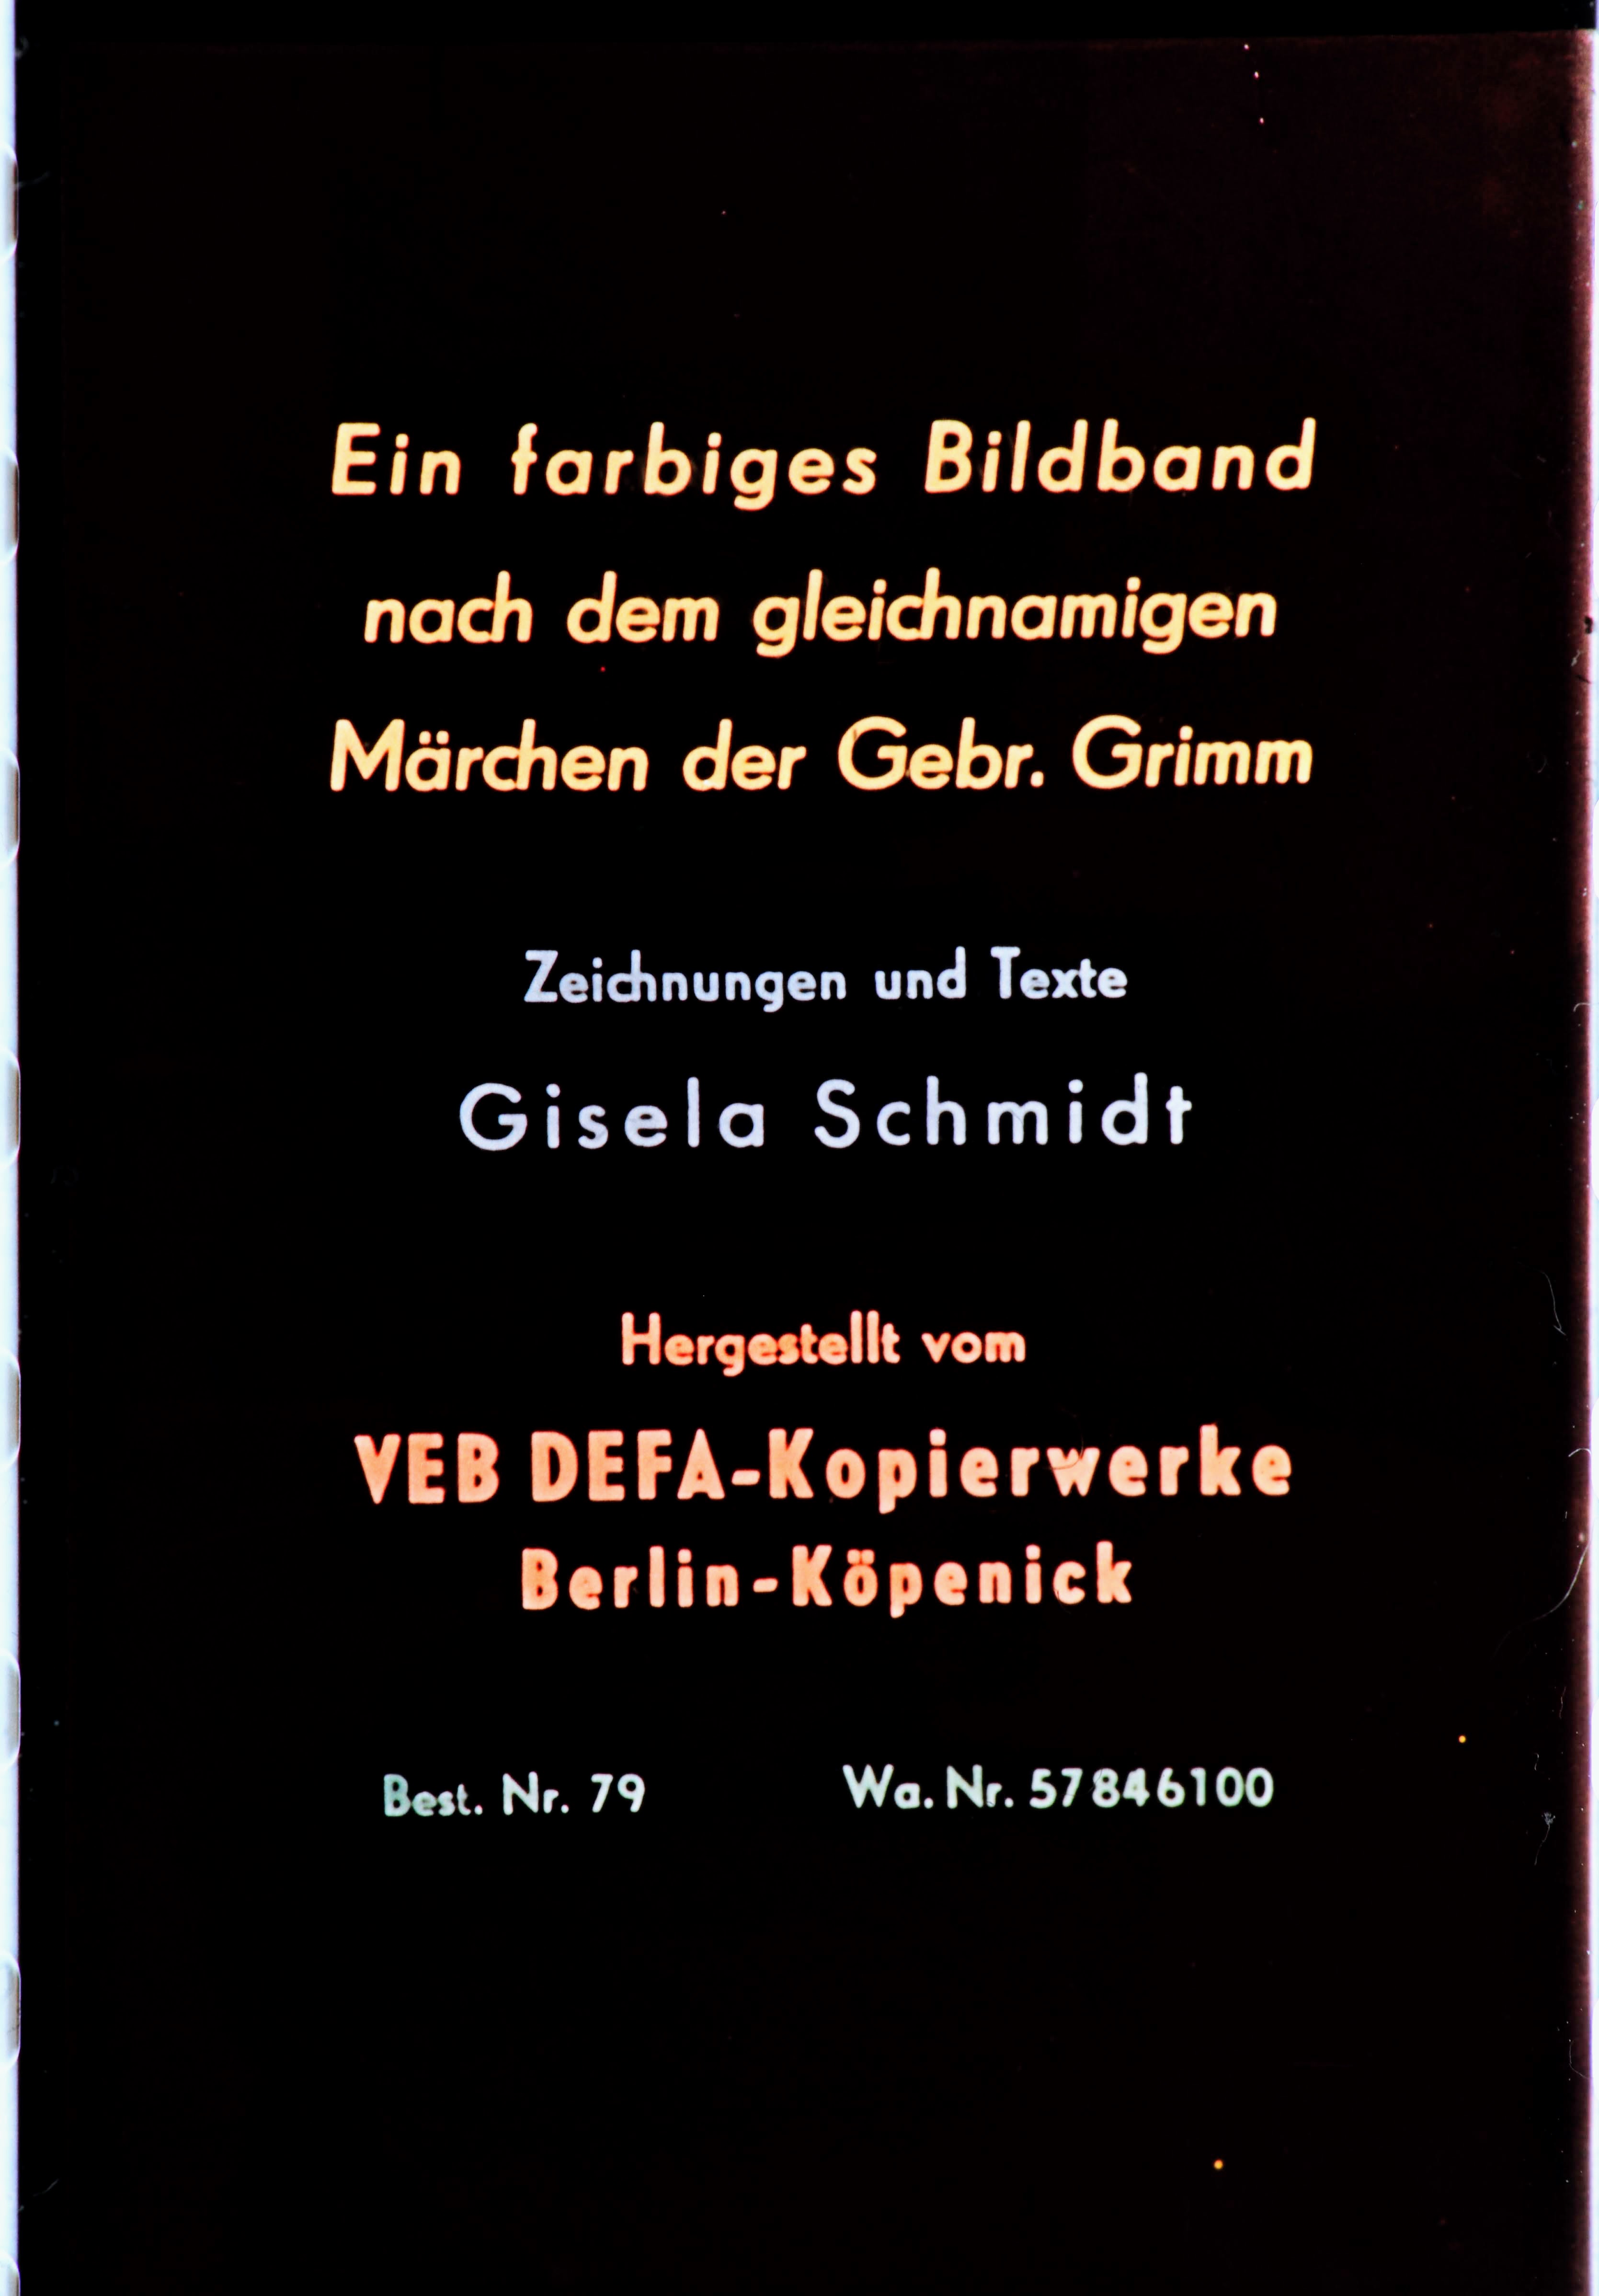 Ein farbiges Bildband
nach dem gleichnamigen
Märchen der Gebr. Grimm
Zeichnungen und Texte
Gisela Schmidt
Hergestellt vom
VEB DEFA-Kopierwerke
Berlin-Köpenick
Best. Nr. 79 Wa. Nr. 57846100